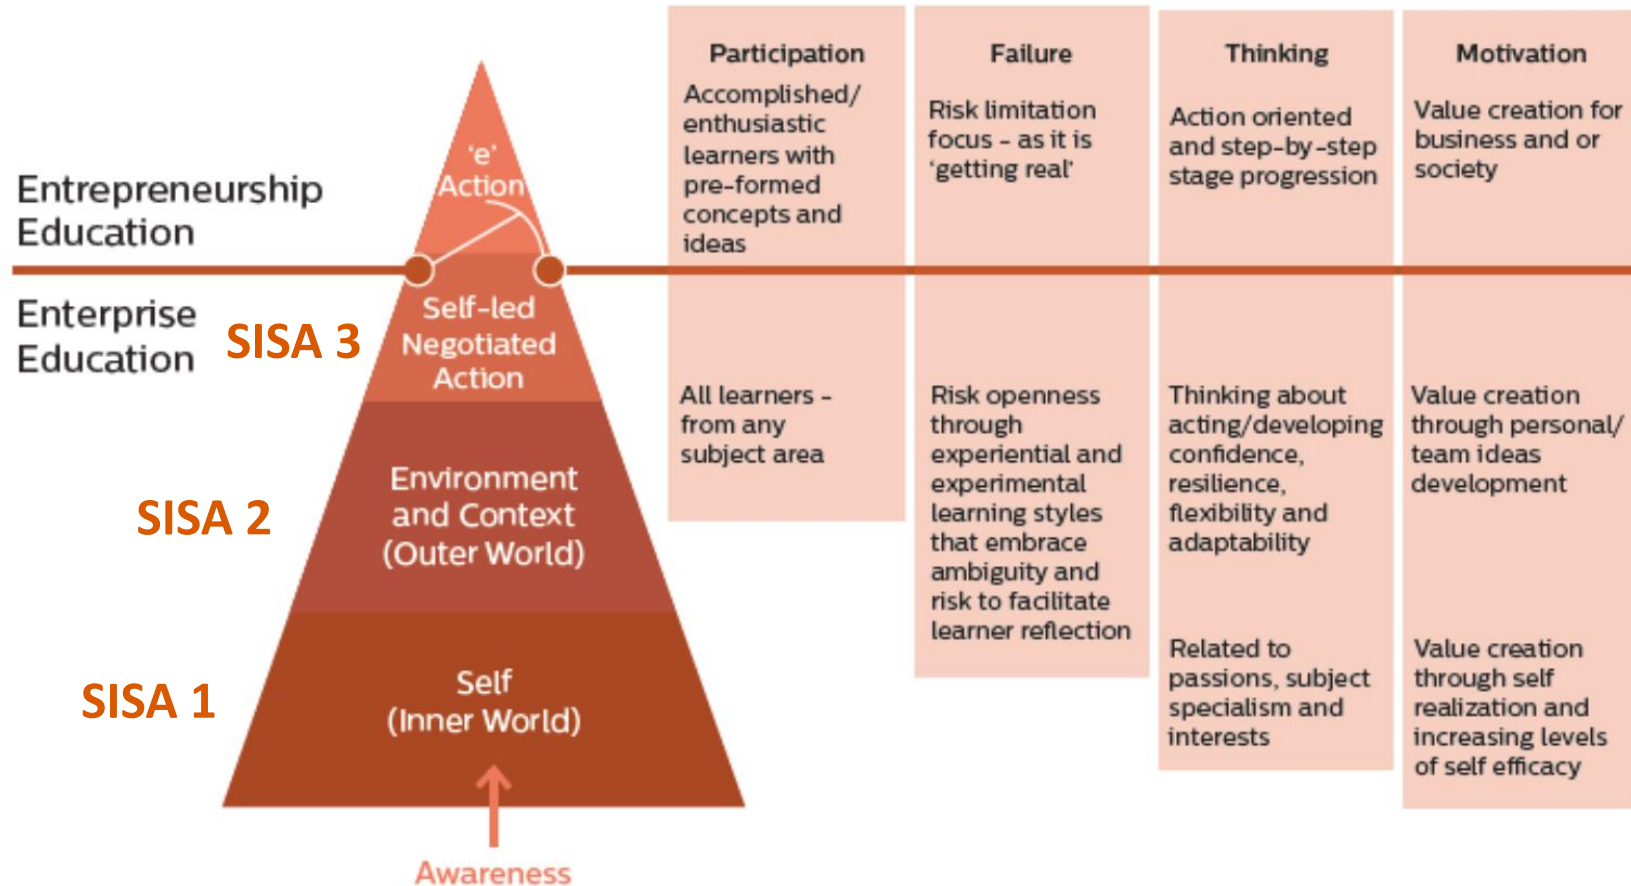 Entrepreneurship
Education
Enterprise
Education
SISA 3
SISA 2
SISA 1
'e'
Action
Self-led
Negotiated
Action
Environment
and Context
(Outer World)
Self
(Inner World)
Awareness
Participation
Accomplished/
enthusiastic
learners with
pre-formed
concepts and
ideas
All learners -
from any
subject area
Failure
Risk limitation
focus - as it is
'getting real'
Risk openness
through
experiential and
experimental
learning styles
that embrace
ambiguity and
risk to facilitate
learner reflection
Thinking
Action oriented
and step-by-step
stage progression
Thinking about
acting/developing
confidence,
resilience,
flexibility and
adaptability
Related to
passions, subject
specialism and
interests
Motivation
Value creation for
business and or
society
Value creation
through personal/
team ideas
development
Value creation
through self
realization and
increasing levels
of self efficacy